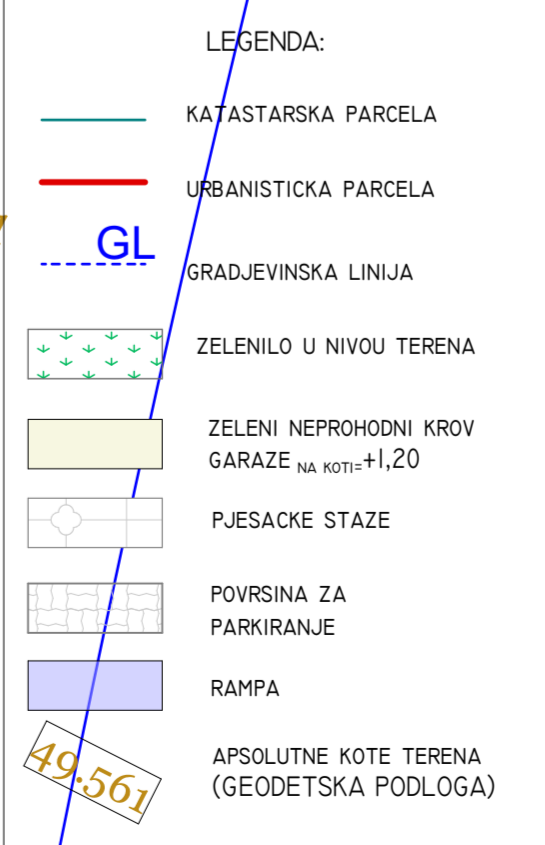 LEGENDA:
KATASTARSKA PARCELA
URBANISTICKA PARCELA
GL
GRADJEVINSKA LINIJA
ZELENILO U NIVOU TERENA
ZELENI NEPROHODNI KROV
GARAZE NA KOTI=+1,20
PJESACKE STAZE
POVRSINA ZA
PARKIRANJE
RAMPA
49.561
APSOLUTNE KOTE TERENA
(GEODETSKA PODLOGA)